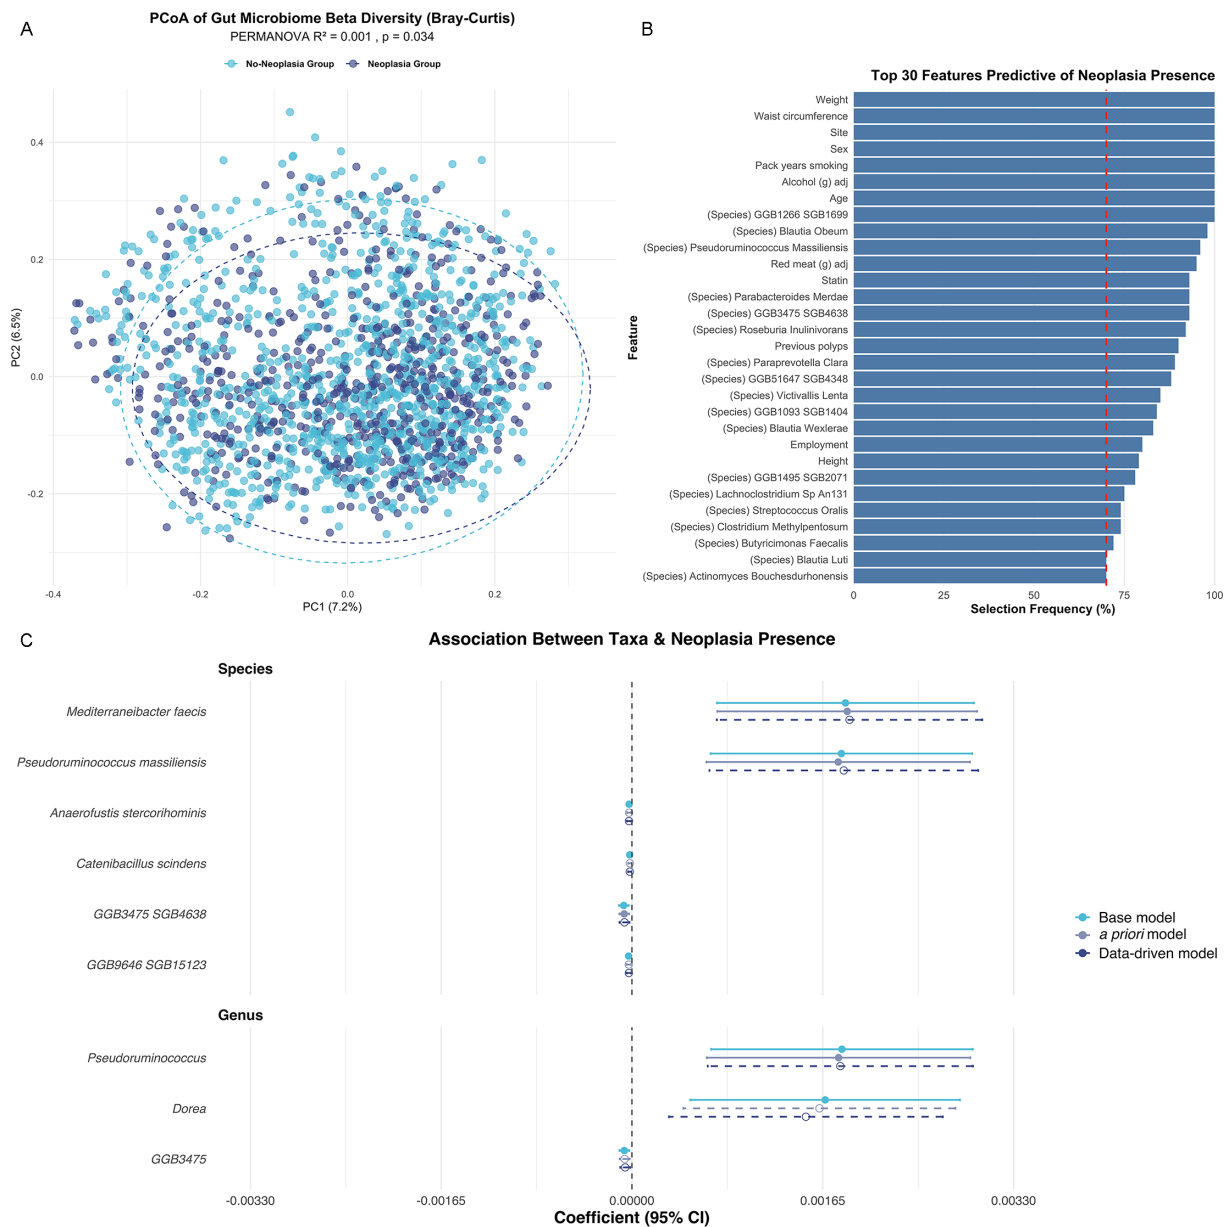 A
PCoA of Gut Microbiome Beta Diversity (Bray-Curtis)
PERMANOVA R² = 0.001 , p = 0.034
No-Neoplasia Group
Neoplasia Group
PC2 (6.5%)
0.4
0.2
0.0
-0.2
-0.4
-0.2
0.0
0.2
PC1 (7.2%)
B
Top 30 Features Predictive of Neoplasia Presence
Feature
Weight
Waist circumference
Site
Sex
Pack years smoking
Alcohol (g) adj
Age
(Species) GGB1266 SGB1699
(Species) Blautia Obeum
(Species) Pseudoruminococcus Massiliensis
Red meat (g) adj
Statin
(Species) Parabacteroides Merdae
(Species) GGB3475 SGB4638
(Species) Roseburia Inulinivorans
Previous polyps
(Species) Paraprevotella Clara
(Species) GGB51647 SGB4348
(Species) Victivallis Lenta
(Species) GGB1093 SGB1404
(Species) Blautia Wexlerae
Employment
Height
(Species) GGB1495 SGB2071
(Species) Lachnoclostridium Sp An131
(Species) Streptococcus Oralis
(Species) Clostridium Methylpentosum
(Species) Butyricimonas Faecalis
(Species) Blautia Luti
(Species) Actinomyces Bouchesdurhonensis
0
25
50
75
100
Selection Frequency (%)
C
Association Between Taxa & Neoplasia Presence
Species
Mediterraneibacter faecis
Pseudoruminococcus massiliensis
Anaerofustis stercorihominis
Catenibacillus scindens
GGB3475 SGB4638
GGB9646 SGB15123
Genus
Pseudoruminococcus
Dorea
GGB3475
-0.00330
-0.00165
0.00000
0.00165
0.00330
Coefficient (95% CI)
Base model
a priori model
Data-driven model